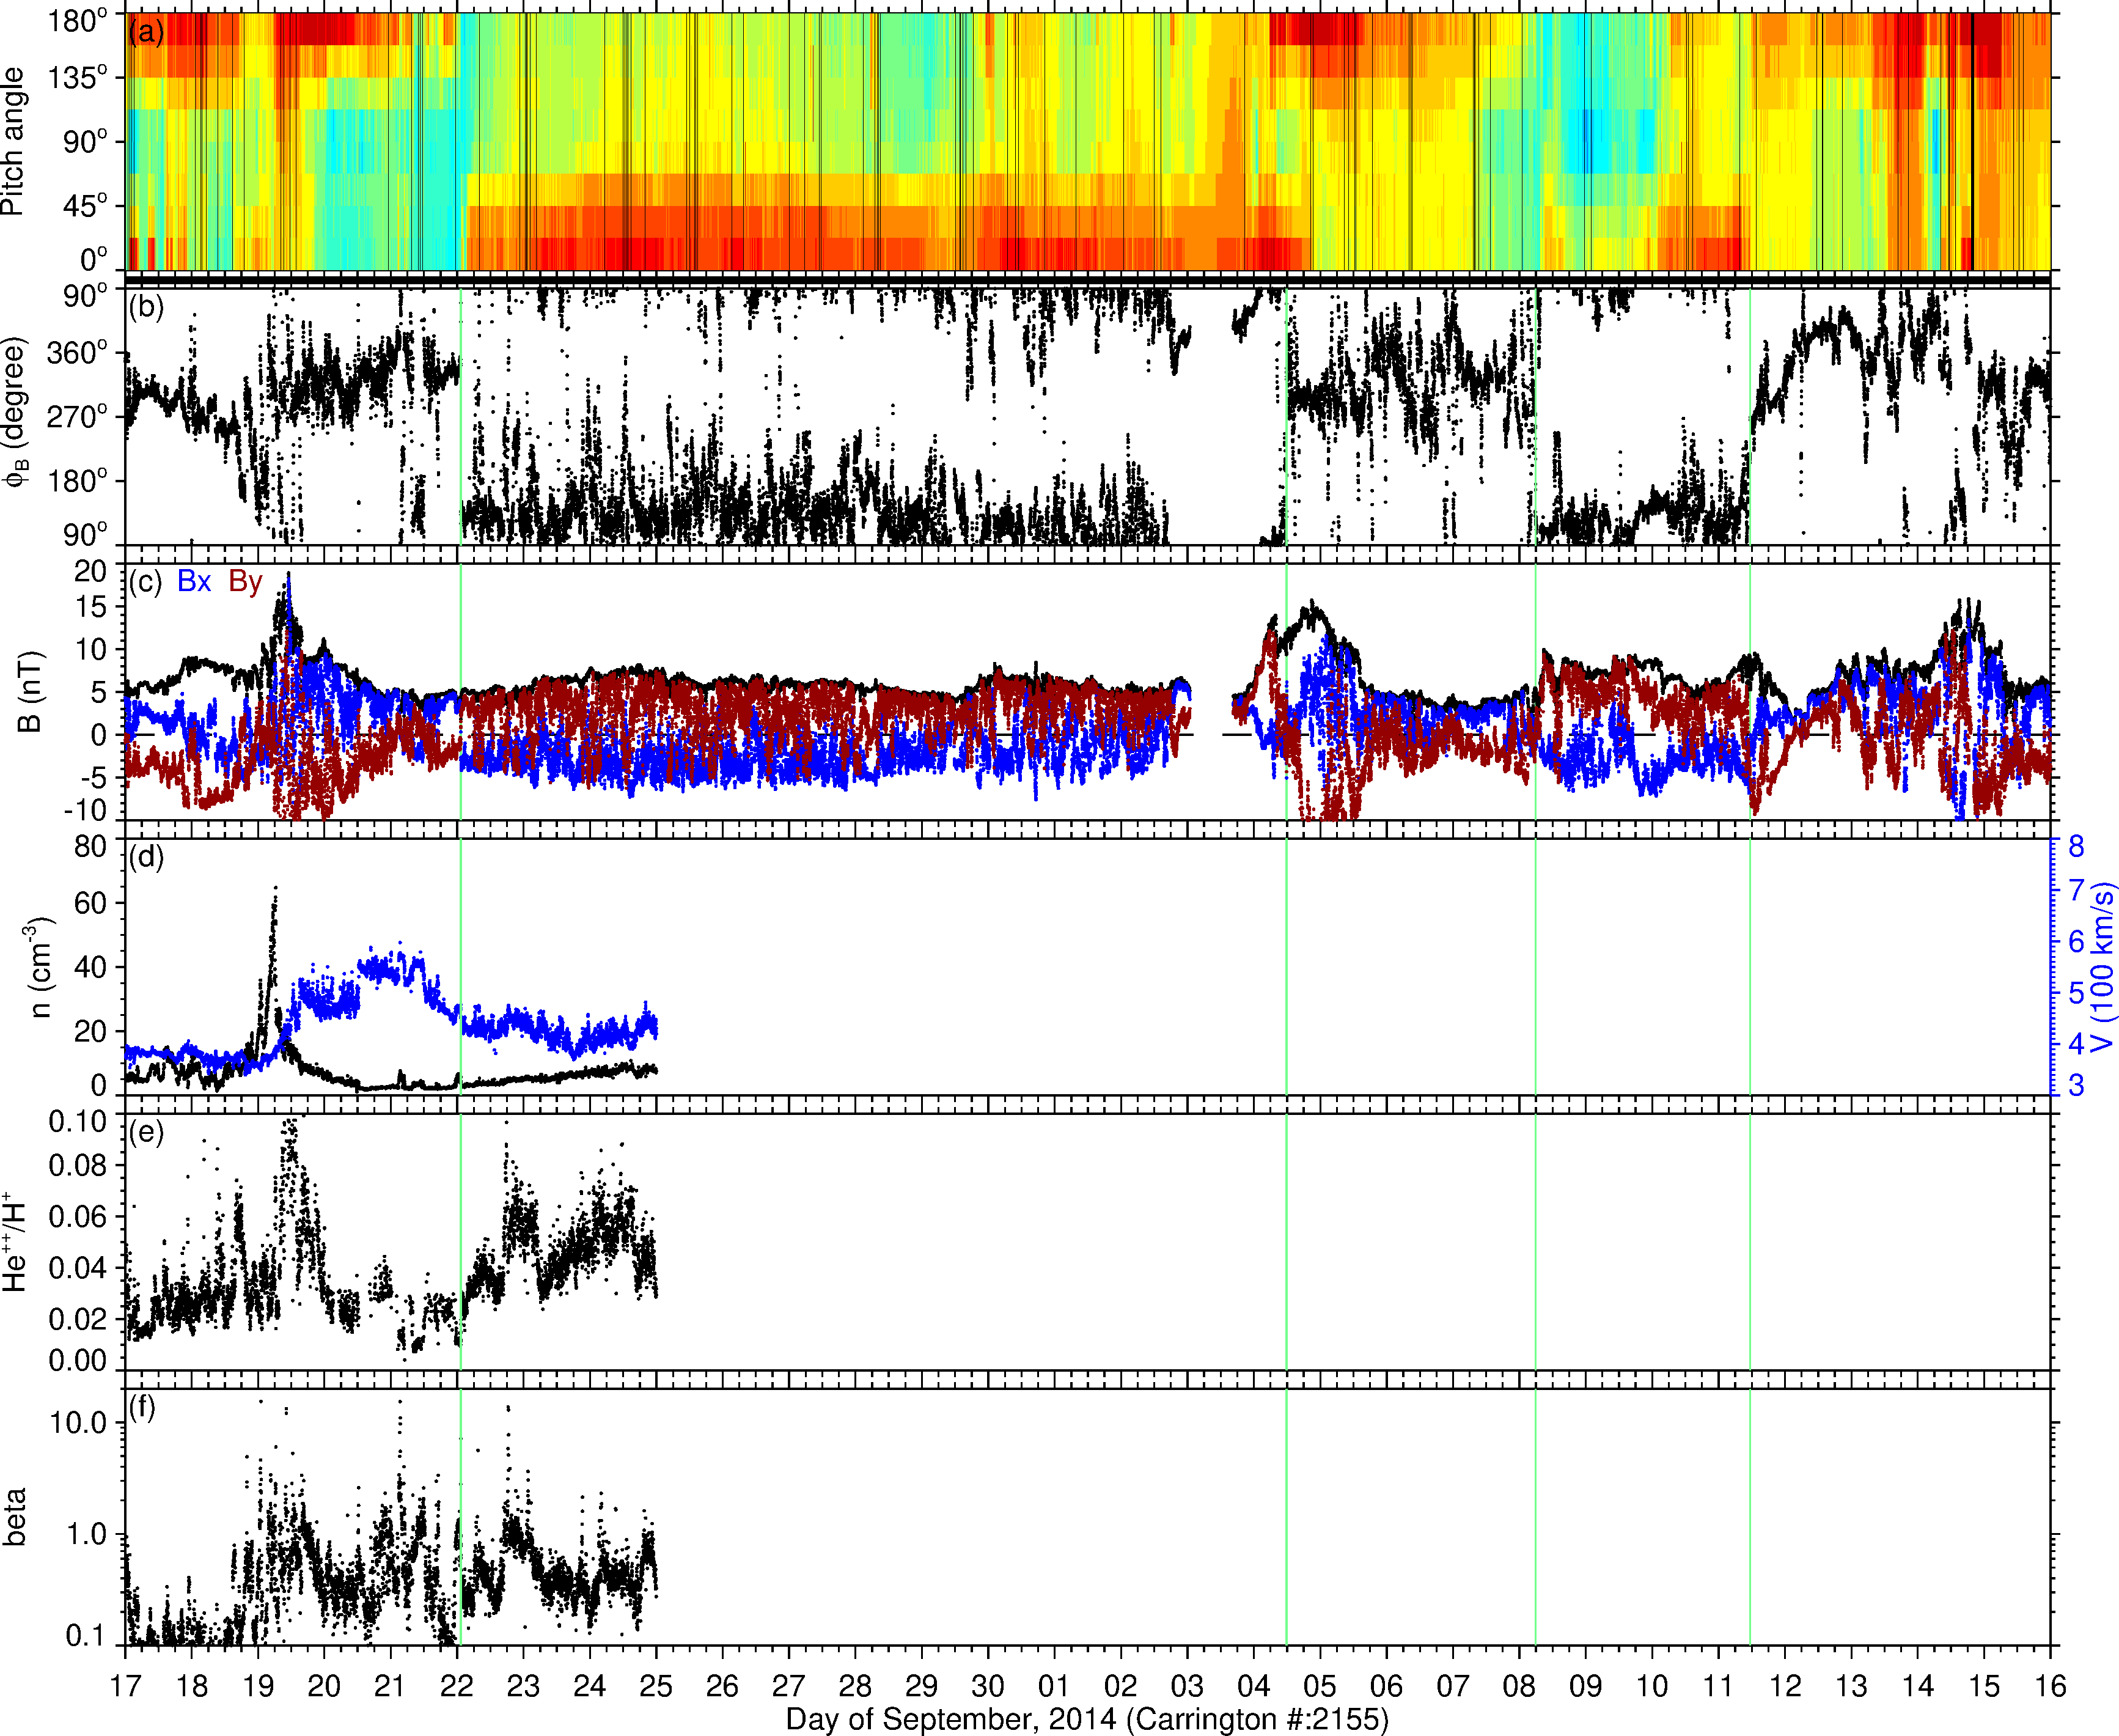 (a)
Pitch angle
180°
135°
90°
45°
0°
(b)
ϕB (degree)
90°
360°
270°
180°
90°
(c) Bx By
B (nT)
20
15
10
5
0
-5
-10
(d)
n (cm-3)
80
60
40
20
0
V (100 km/s)
8
7
6
5
4
3
(e)
He++/H+
0.10
0.08
0.06
0.04
0.02
0.00
(f)
beta
10.0
1.0
0.1
17 18 19 20 21 22 23 24 25 26 27 28 29 30 01 02 03 04 05 06 07 08 09 10 11 12 13 14 15 16
Day of September, 2014 (Carrington #:2155)